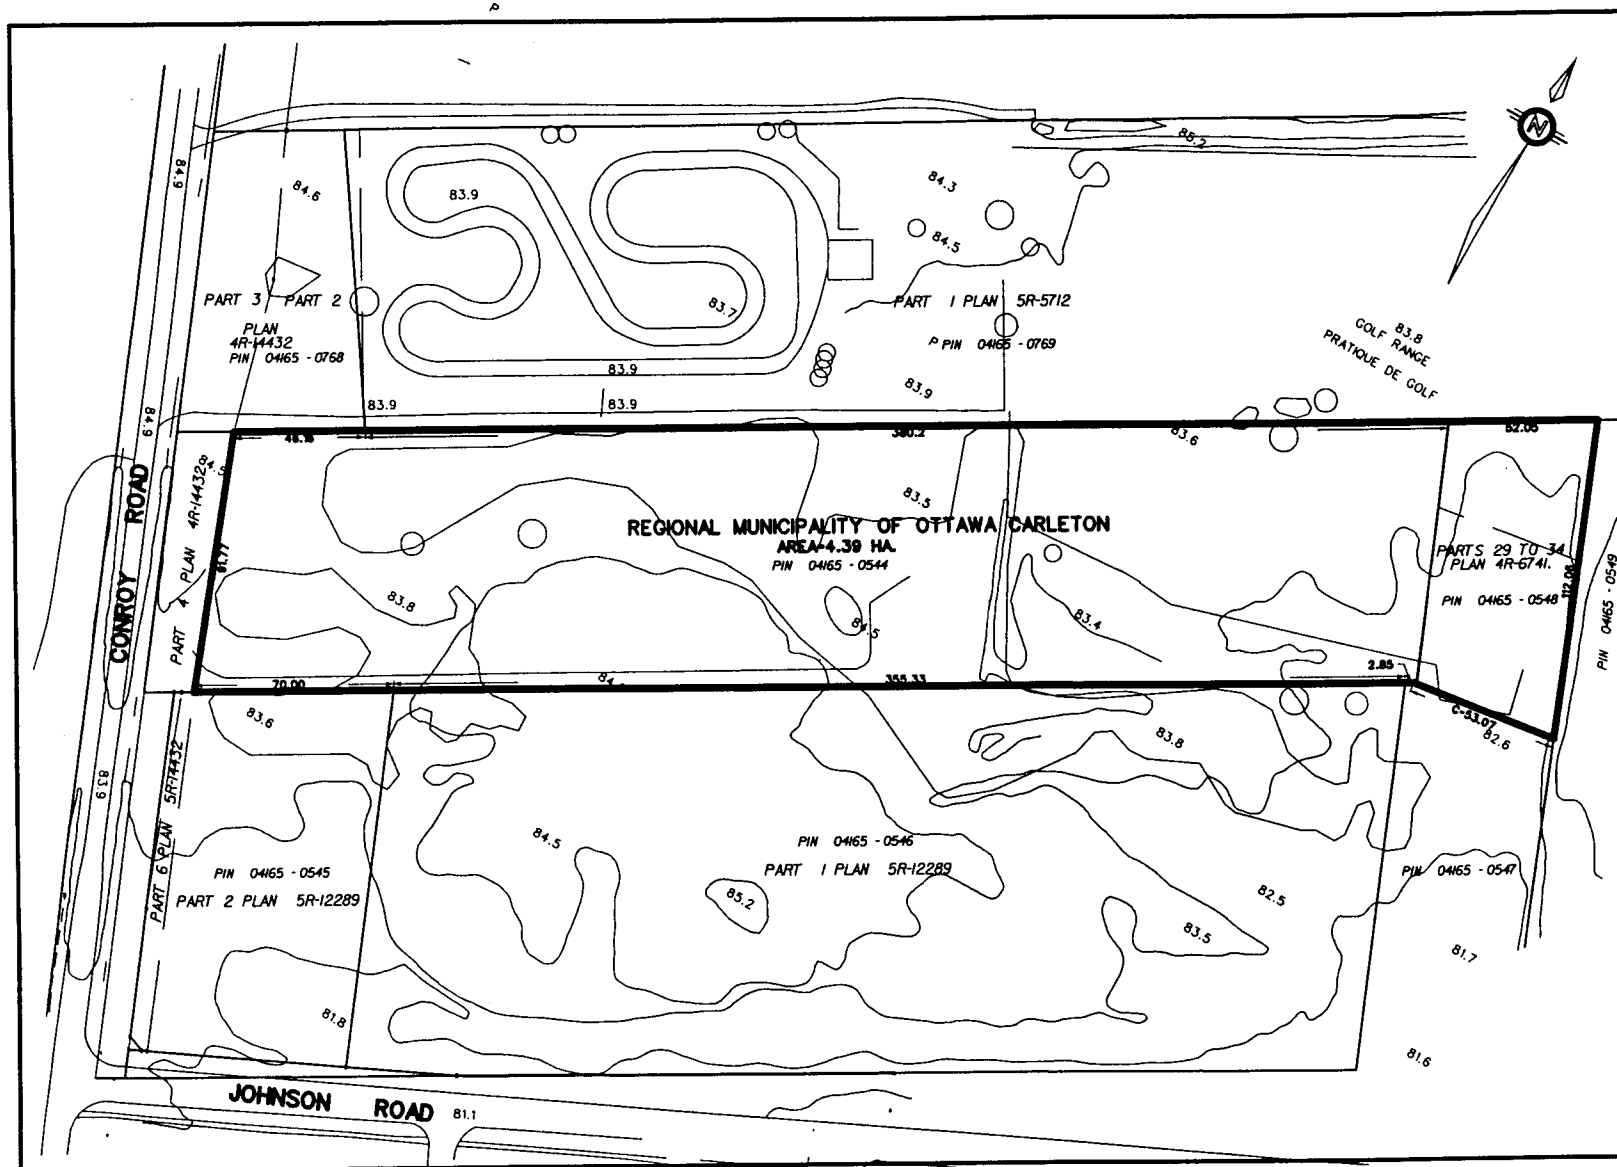 P
N
84.9
85.2
84.6
83.9
84.3
84.5
83.7
PART 3 PART 2
PLAN
4R-14432
PIN 04165 - 0768
PART 1 PLAN 5R-5712
P PIN 04165 - 0769
83.8
GOLF RANGE
PRATIQUE DE GOLF
83.9
83.9
83.9
83.9
84.9
380.2
83.6
52.05
CONROY ROAD
PART 4 PLAN 4R-14432
91.77
83.5
REGIONAL MUNICIPALITY OF OTTAWA CARLETON
AREA=4.39 HA.
PIN 04165 - 0544
83.8
84.5
83.4
PARTS 29 TO 34
PLAN 4R-6741.
PIN 04165 - 0548
112.08
PIN 04165 - 0549
70.00
355.33
2.85
C-53.07
82.6
83.6
83.8
83.9
PART 6 PLAN 5R-14432
84.5
PIN 04165 - 0545
PART 2 PLAN 5R-12289
PIN 04165 - 0546
PART 1 PLAN 5R-12289
85.2
82.5
83.5
PIN 04165 - 0547
81.7
81.8
81.6
JOHNSON ROAD
81.1